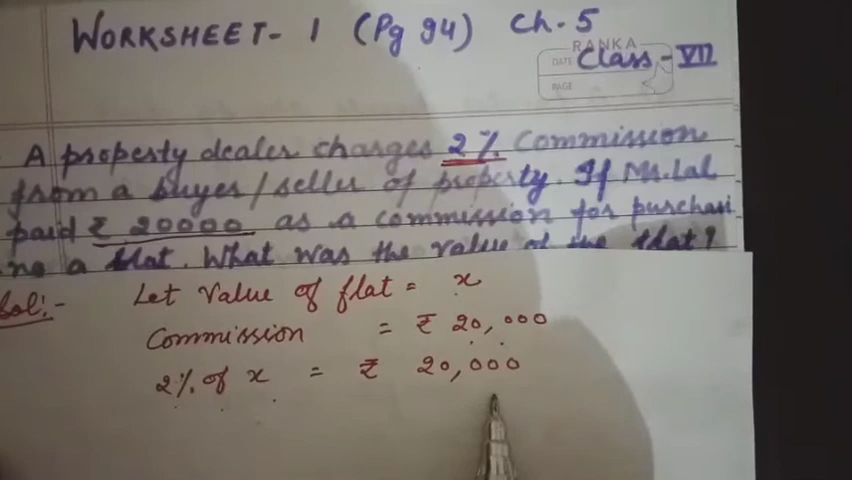 WORKSHEET- 1 (Pg 94) Ch. 5
RANKA
DATE
Class - VII
PAGE
A property dealer charges 2% Commission
from a buyer/seller of property. If Mr. Lal
paid ₹ 20000 as a commission for purchasi
ng a flat. What was the value of the flat?
Sol:- Let Value of flat = x
Commission = ₹ 20,000
2% of x = ₹ 20,000